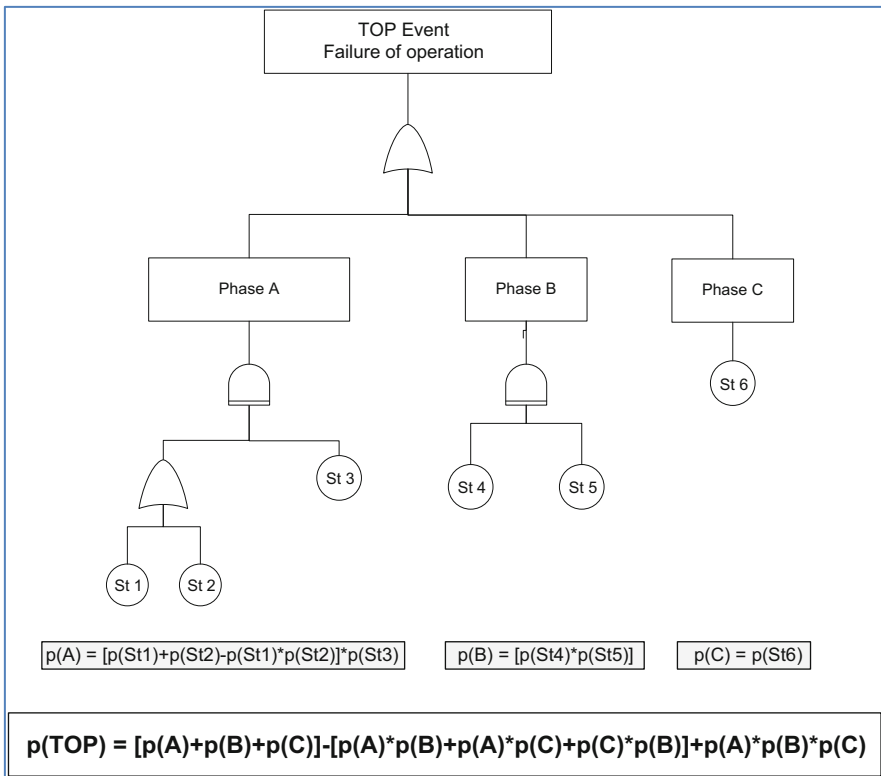 TOP Event
Failure of operation
Phase A
Phase B
Phase C
St 6
St 3
St 4
St 5
St 1
St 2
p(A) = [p(St1)+p(St2)-p(St1)*p(St2)]*p(St3)
p(B) = [p(St4)*p(St5)]
p(C) = p(St6)
p(TOP) = [p(A)+p(B)+p(C)]-[p(A)*p(B)+p(A)*p(C)+p(C)*p(B)]+p(A)*p(B)*p(C)